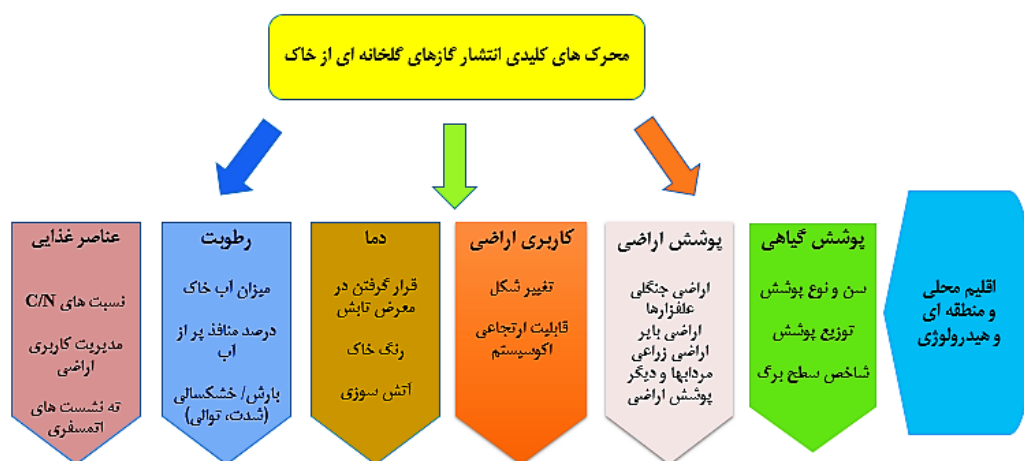 محرک های کلیدی انتشار گازهای گلخانه ای از خاک
اقلیم محلی
و منطقه ای
و هیدرولوژی
پوشش گیاهی
سن و نوع پوشش
توزیع پوشش
شاخص سطح برگ
پوشش اراضی
اراضی جنگلی
علفزارها
اراضی بایر
اراضی زراعی
مردابها و دیگر
پوشش اراضی
کاربری اراضی
تغییر شکل
قابلیت ارتجاعی
اکوسیستم
دما
قرار گرفتن در
معرض تابش
رنگ خاک
آتش سوزی
رطوبت
میزان آب خاک
درصد منافذ پر از
آب
بارش/ خشکسالی
(شدت، توالی)
عناصر غذایی
نسبت های C/N
مدیریت کاربری
اراضی
ته نشست های
اتمسفری